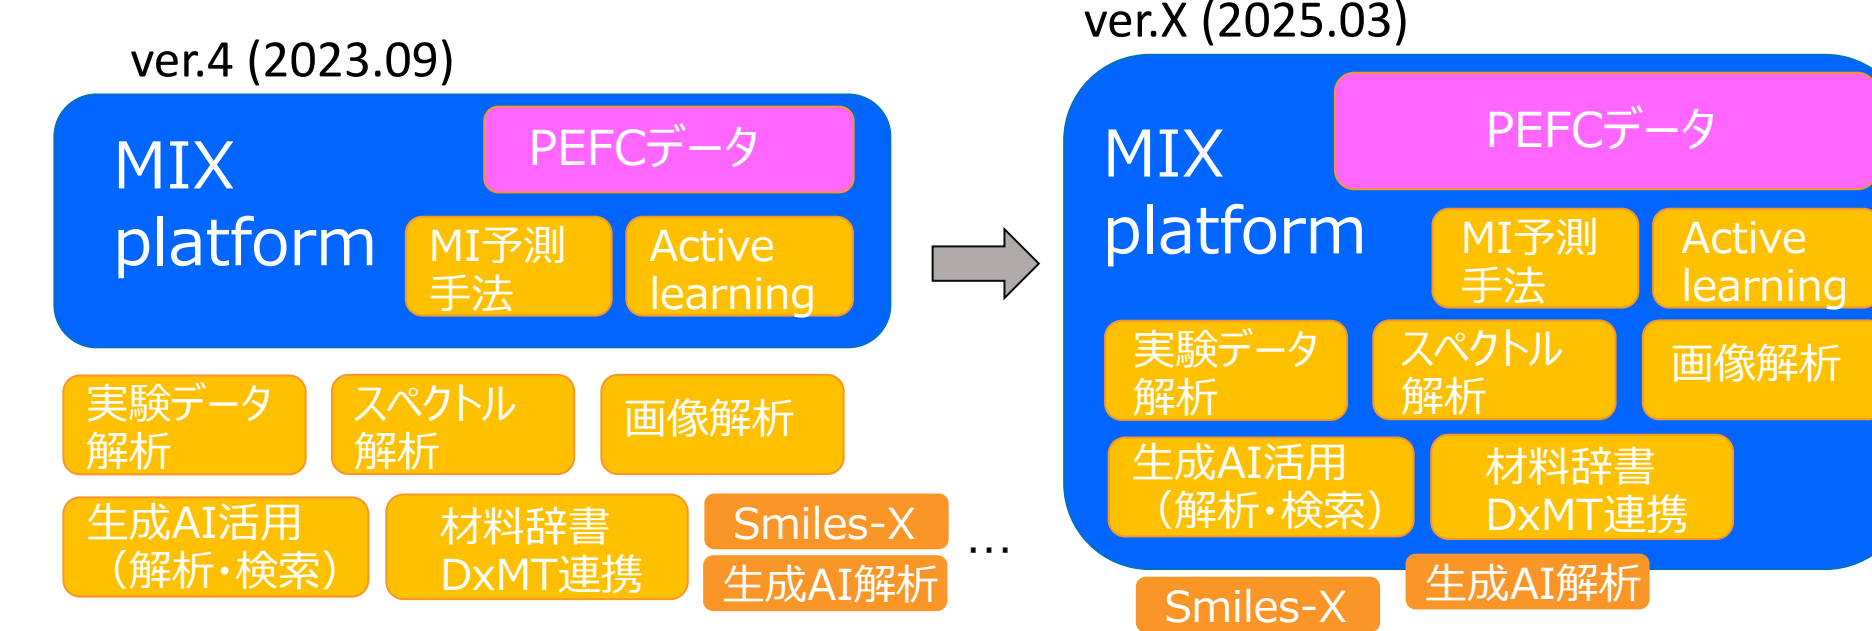 ver.4 (2023.09)
MIX
platform
PEFCデータ
MI予測
手法
Active
learning
実験データ
解析
スペクトル
解析
画像解析
生成AI活用
（解析・検索）
材料辞書
DxMT連携
Smiles-X
生成AI解析
…
ver.X (2025.03)
MIX
platform
PEFCデータ
MI予測
手法
Active
learning
実験データ
解析
スペクトル
解析
画像解析
生成AI活用
（解析・検索）
材料辞書
DxMT連携
生成AI解析
Smiles-X